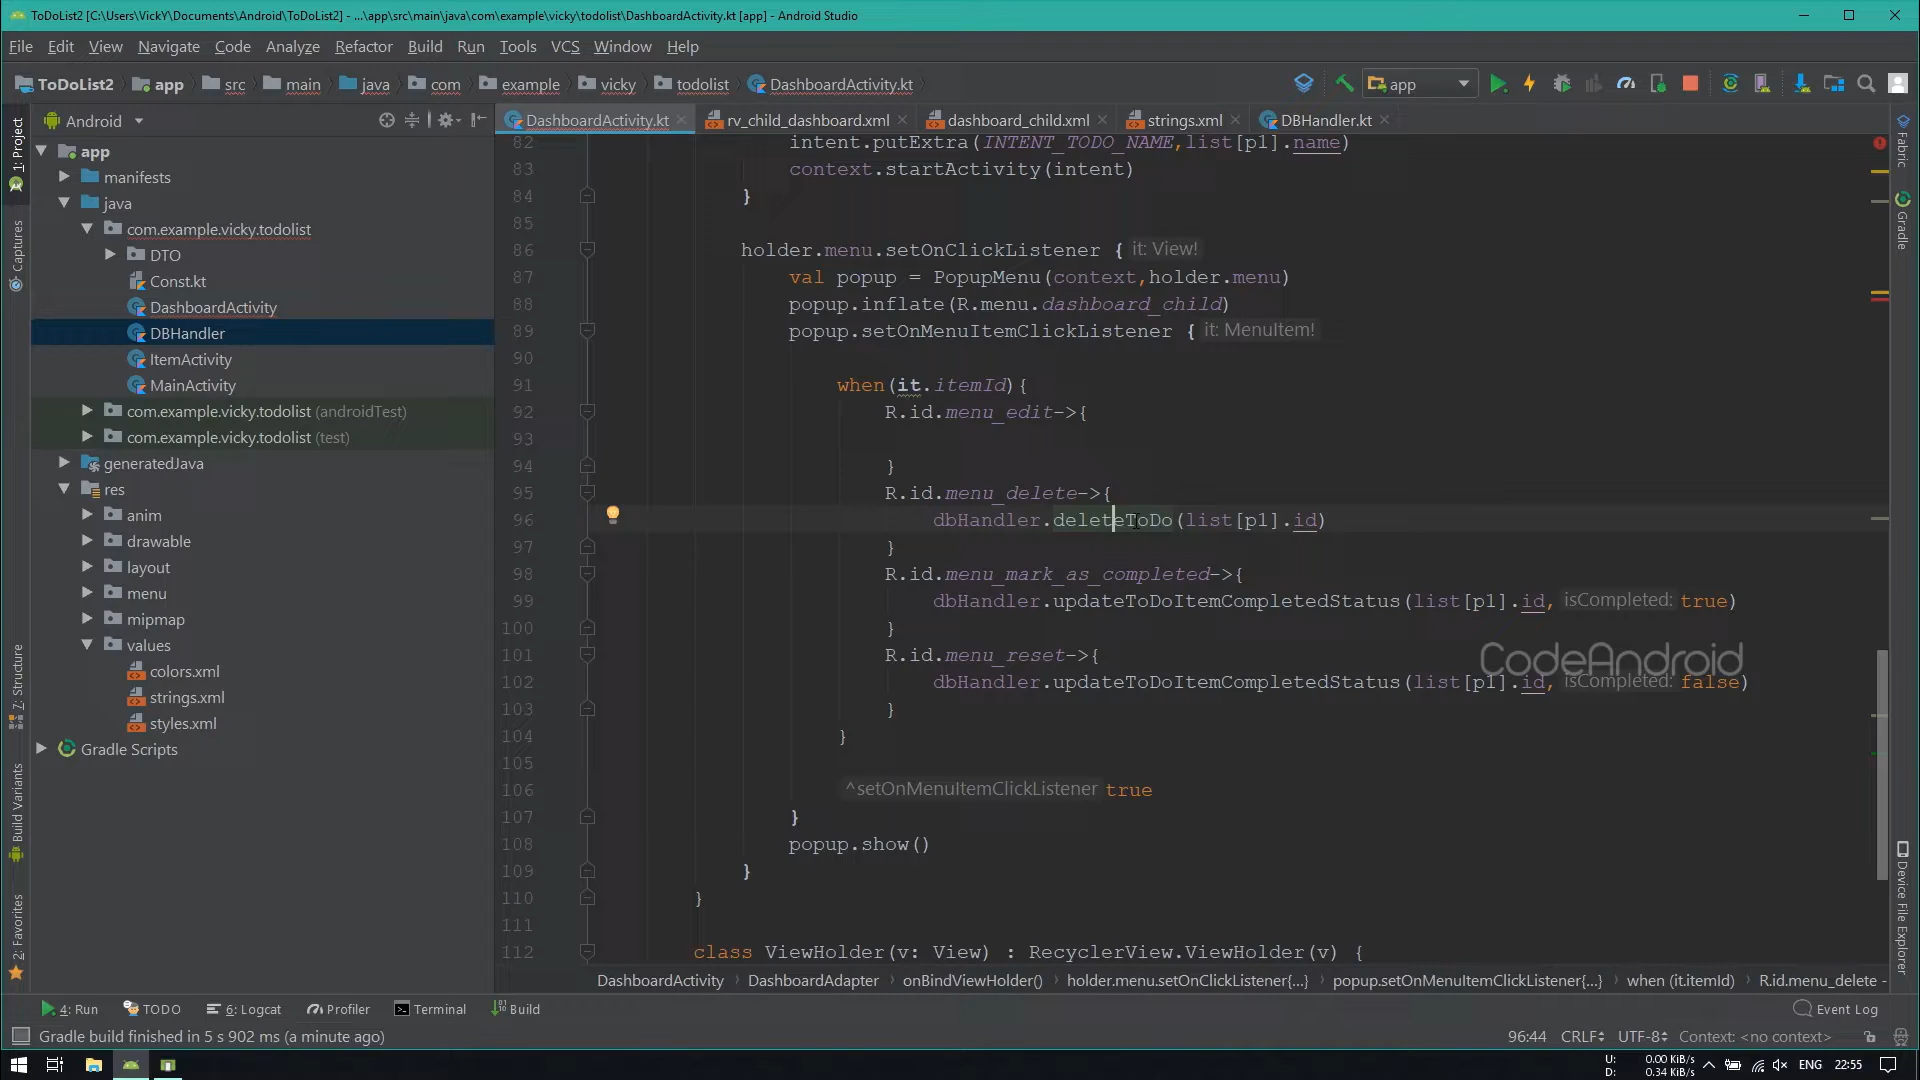 ToDoList2 [C:\Users\VickY\Documents\Android\ToDoList2] - ...\app\src\main\java\com\example\vicky\todolist\DashboardActivity.kt [app] - Android Studio
File Edit View Navigate Code Analyze Refactor Build Run Tools VCS Window Help
ToDoList2 app src main java com example vicky todolist DashboardActivity.kt app
Android
DashboardActivity.kt rv_child_dashboard.xml dashboard_child.xml strings.xml DBHandler.kt
1: Project
Captures
7: Structure
Build Variants
2: Favorites
app
manifests
java
com.example.vicky.todolist
DTO
Const.kt
DashboardActivity
DBHandler
ItemActivity
MainActivity
com.example.vicky.todolist (androidTest)
com.example.vicky.todolist (test)
generatedJava
res
anim
drawable
layout
menu
mipmap
values
colors.xml
strings.xml
styles.xml
Gradle Scripts
82 intent.putExtra(INTENT_TODO_NAME,list[p1].name)
83 context.startActivity(intent)
84 }
85
86 holder.menu.setOnClickListener { it: View!
87 val popup = PopupMenu(context,holder.menu)
88 popup.inflate(R.menu.dashboard_child)
89 popup.setOnMenuItemClickListener { it: MenuItem!
90
91 when(it.itemId){
92 R.id.menu_edit->{
93
94 }
95 R.id.menu_delete->{
96 dbHandler.deleteToDo(list[p1].id)
97 }
98 R.id.menu_mark_as_completed->{
99 dbHandler.updateToDoItemCompletedStatus(list[p1].id, isCompleted: true)
100 }
101 R.id.menu_reset->{
102 dbHandler.updateToDoItemCompletedStatus(list[p1].id, isCompleted: false)
103 }
104 }
105
106 ^setOnMenuItemClickListener true
107 }
108 popup.show()
109 }
110 }
111
112 class ViewHolder(v: View) : RecyclerView.ViewHolder(v) {
CodeAndroid
Fabric
Gradle
Device File Explorer
DashboardActivity › DashboardAdapter › onBindViewHolder() › holder.menu.setOnClickListener{...} › popup.setOnMenuItemClickListener{...} › when (it.itemId) › R.id.menu_delete -
4: Run TODO 6: Logcat Profiler Terminal Build Event Log
Gradle build finished in 5 s 902 ms (a minute ago) 96:44 CRLF UTF-8 Context: <no context>
U: 0.00 KiB/s
D: 0.34 KiB/s
ENG 22:55